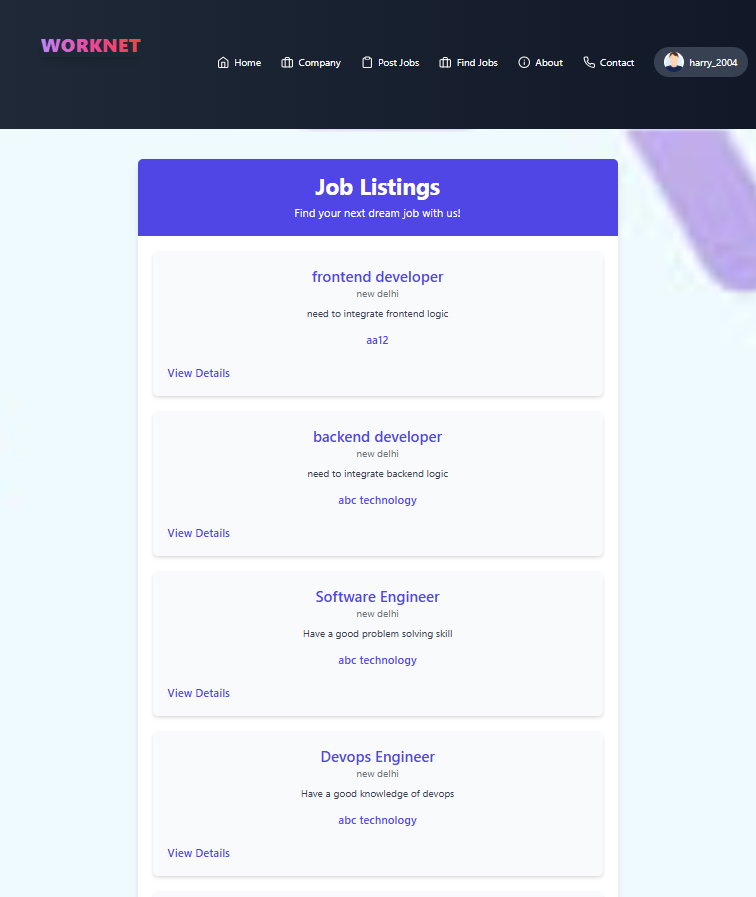 WORKNET
Home Company Post Jobs Find Jobs About Contact harry_2004
Job Listings
Find your next dream job with us!
frontend developer
new delhi
need to integrate frontend logic
aa12
View Details
backend developer
new delhi
need to integrate backend logic
abc technology
View Details
Software Engineer
new delhi
Have a good problem solving skill
abc technology
View Details
Devops Engineer
new delhi
Have a good knowledge of devops
abc technology
View Details